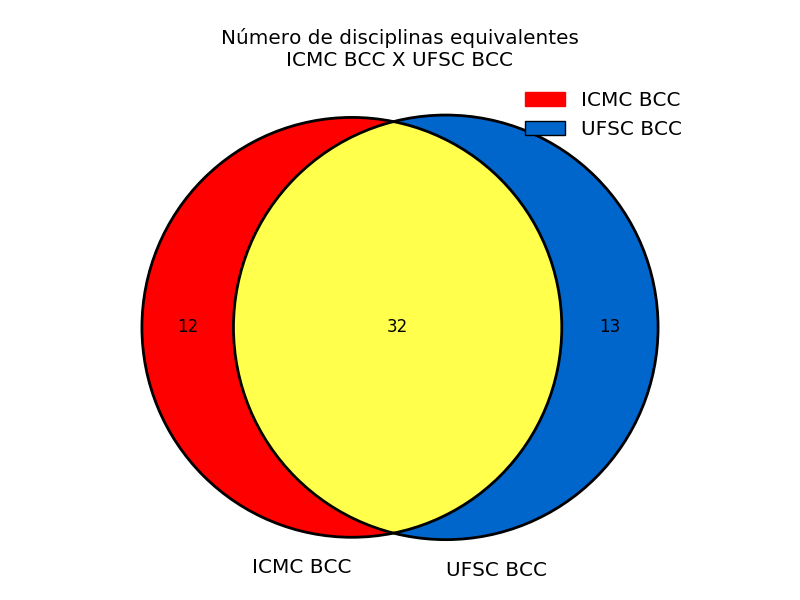 Número de disciplinas equivalentes
ICMC BCC X UFSC BCC
ICMC BCC
UFSC BCC
12
32
13
ICMC BCC
UFSC BCC